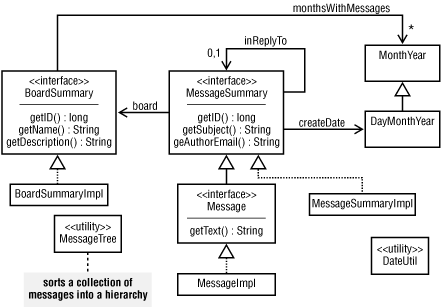 monthsWithMessages
*
inReplyTo
0,1
MonthYear
<<interface>>
BoardSummary
getID() : long
getName() : String
getDescription() : String
board
<<interface>>
MessageSummary
getID() : long
getSubject() : String
geAuthorEmail() : String
createDate
DayMonthYear
BoardSummaryImpl
<<interface>>
Message
getText() : String
MessageSummaryImpl
<<utility>>
MessageTree
<<utility>>
DateUtil
sorts a collection of
messages into a hierarchy
MessageImpl